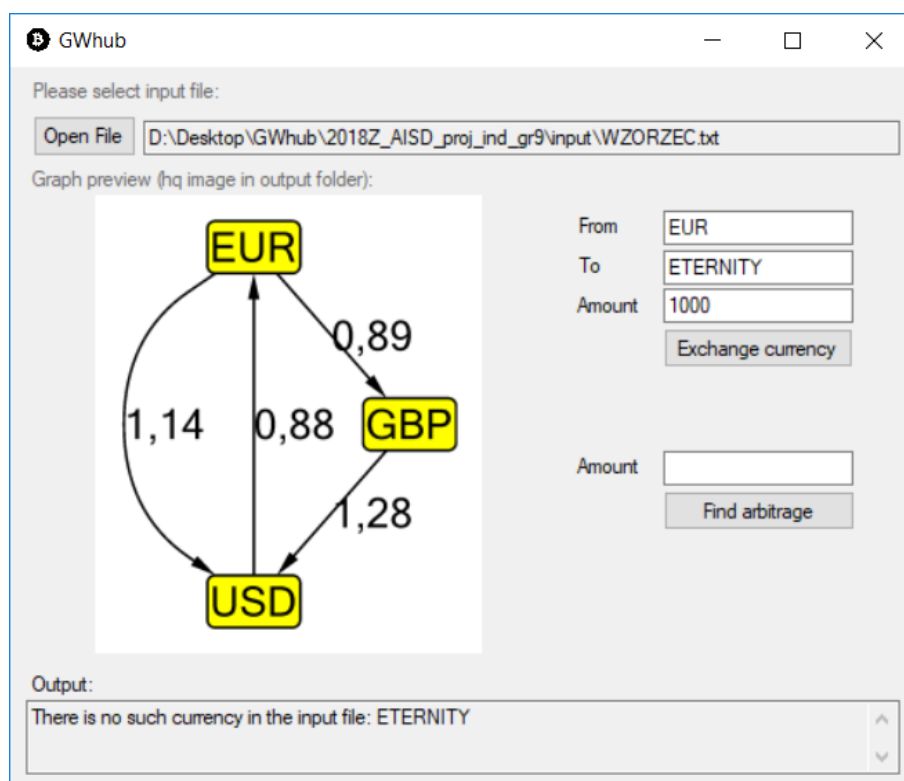 GWhub
Please select input file:
Open File
D:\Desktop\GWhub\2018Z_AISD_proj_ind_gr9\input\WZORZEC.txt
Graph preview (hq image in output folder):
EUR
0,89
1,14
0,88
GBP
1,28
USD
From
EUR
To
ETERNITY
Amount
1000
Exchange currency
Amount
Find arbitrage
Output:
There is no such currency in the input file: ETERNITY